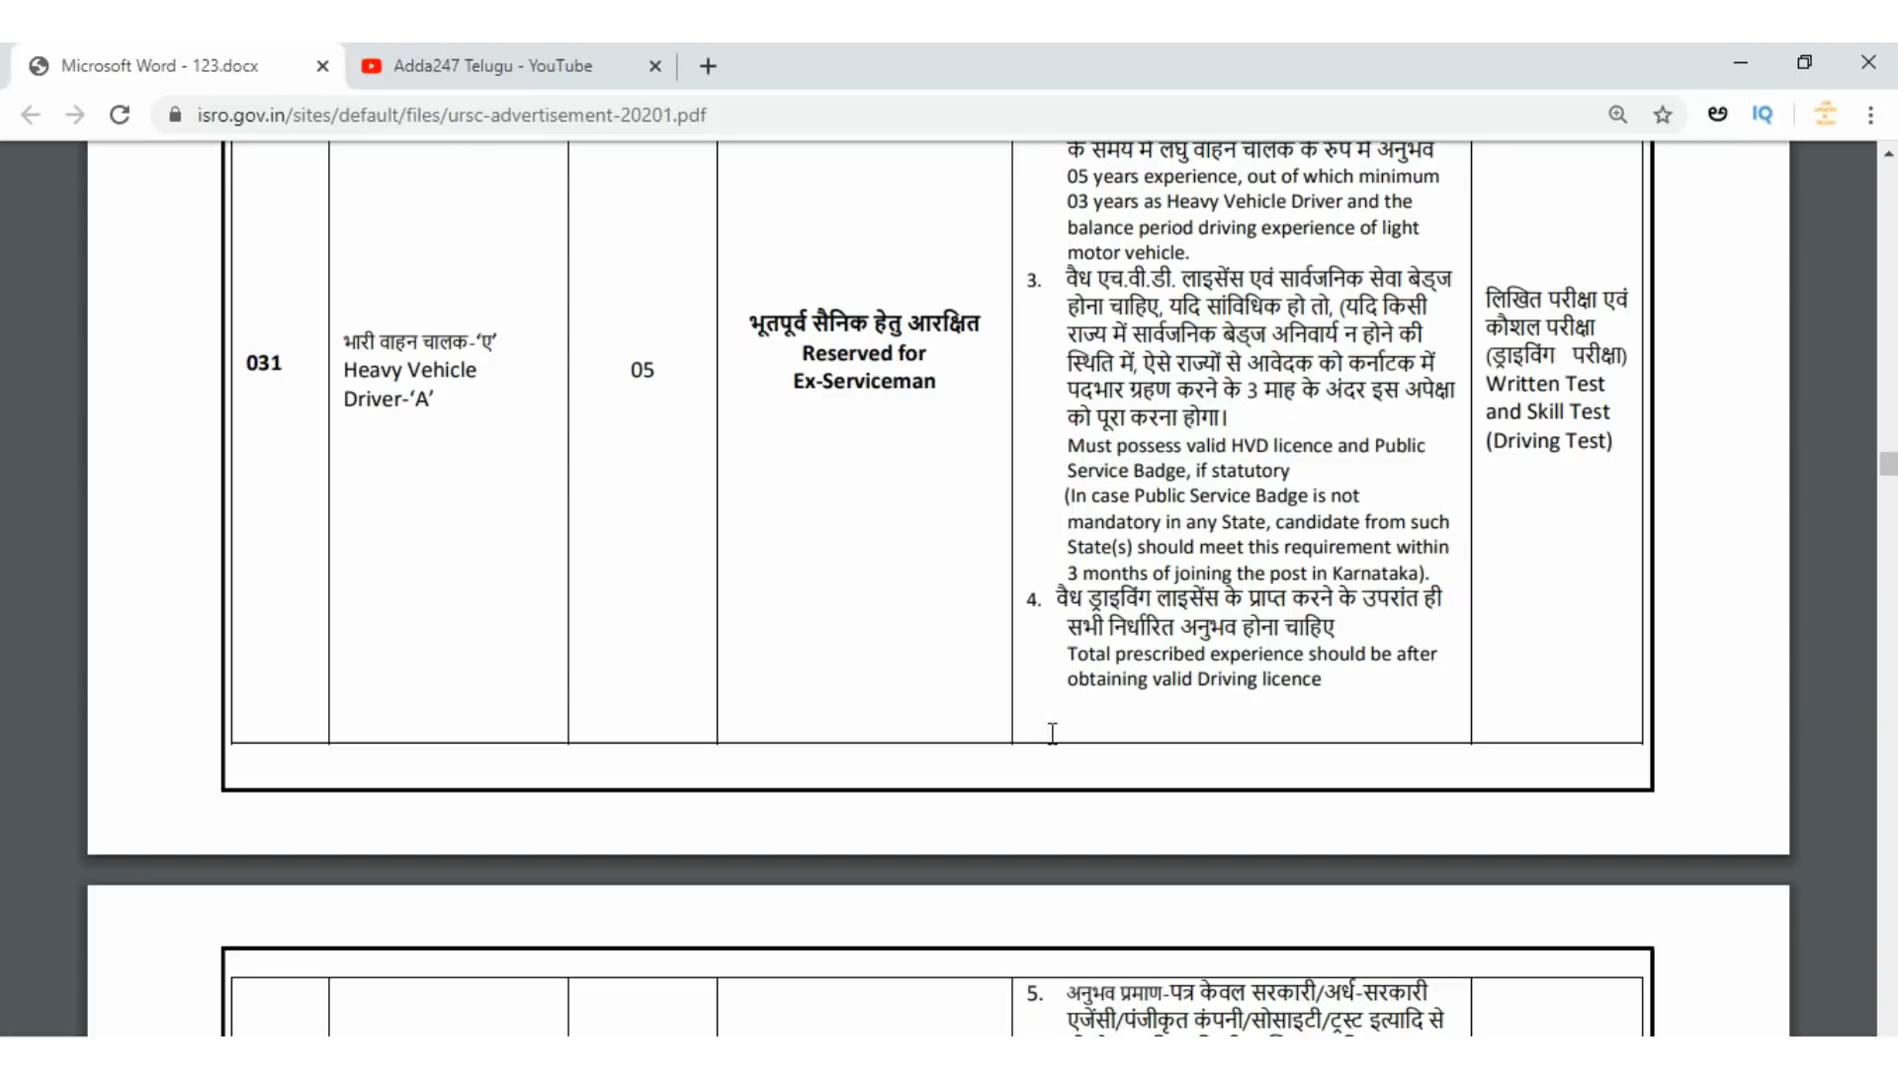 Microsoft Word - 123.docx
Adda247 Telugu - YouTube
isro.gov.in/sites/default/files/ursc-advertisement-20201.pdf
IQ
के समय में लघु वाहन चालक के रुप में अनुभव
05 years experience, out of which minimum
03 years as Heavy Vehicle Driver and the
balance period driving experience of light
motor vehicle.
031
भारी वाहन चालक-‘ए’
Heavy Vehicle
Driver-‘A’
05
भूतपूर्व सैनिक हेतु आरक्षित
Reserved for
Ex-Serviceman
3. वैध एच.वी.डी. लाइसेंस एवं सार्वजनिक सेवा बेड्ज
होना चाहिए, यदि सांविधिक हो तो, (यदि किसी
राज्य में सार्वजनिक बेड्ज अनिवार्य न होने की
स्थिति में, ऐसे राज्यों से आवेदक को कर्नाटक में
पदभार ग्रहण करने के 3 माह के अंदर इस अपेक्षा
को पूरा करना होगा।
Must possess valid HVD licence and Public
Service Badge, if statutory
(In case Public Service Badge is not
mandatory in any State, candidate from such
State(s) should meet this requirement within
3 months of joining the post in Karnataka).
4. वैध ड्राइविंग लाइसेंस के प्राप्त करने के उपरांत ही
सभी निर्धारित अनुभव होना चाहिए
Total prescribed experience should be after
obtaining valid Driving licence
लिखित परीक्षा एवं
कौशल परीक्षा
(ड्राइविंग परीक्षा)
Written Test
and Skill Test
(Driving Test)
5. अनुभव प्रमाण-पत्र केवल सरकारी/अर्ध-सरकारी
एजेंसी/पंजीकृत कंपनी/सोसाइटी/ट्रस्ट इत्यादि से